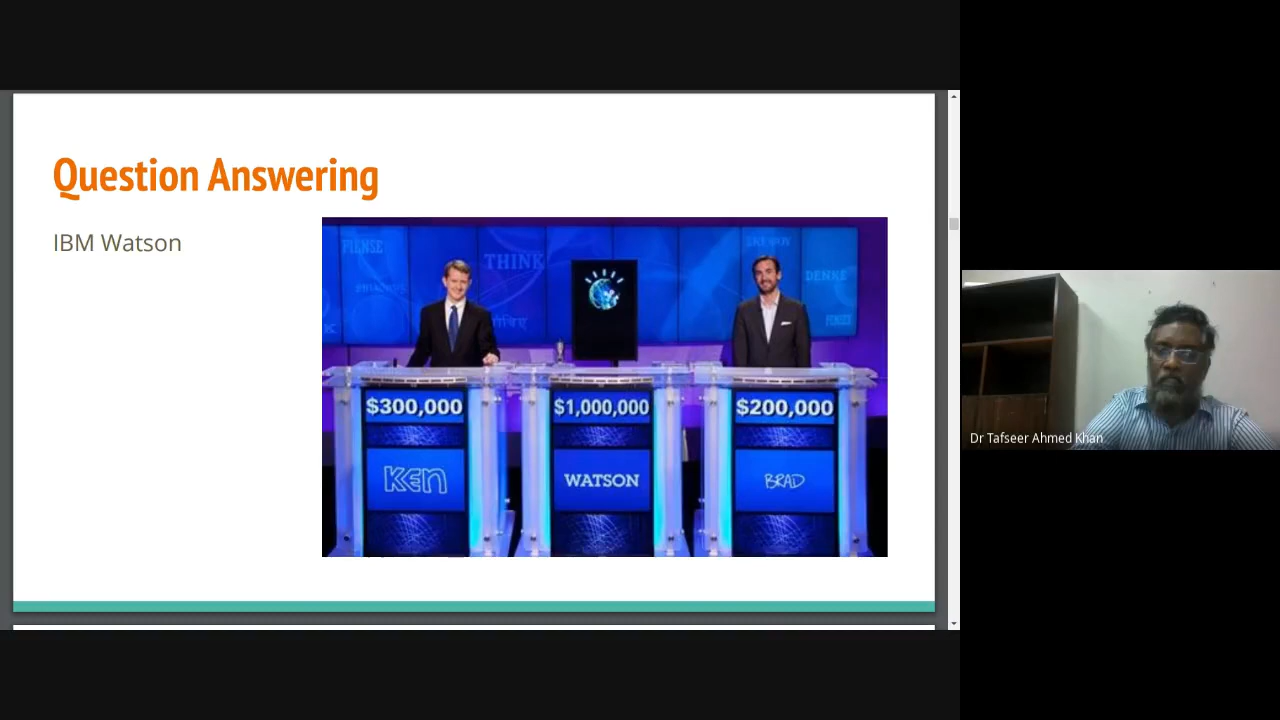 Question Answering
IBM Watson
THINK
DENKE
$300,000
$1,000,000
$200,000
KEN
WATSON
BRAD
Dr Tafseer Ahmed Khan